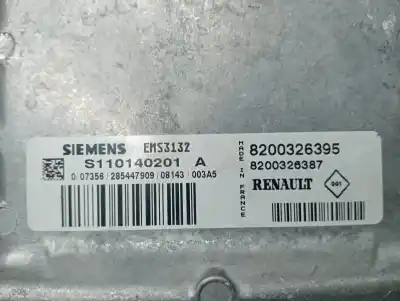 SIEMENS EMS3132
S110140201 A
0/07356/285447909/08143/003A5
MADE IN FRANCE
8200326395
8200326387
RENAULT
001